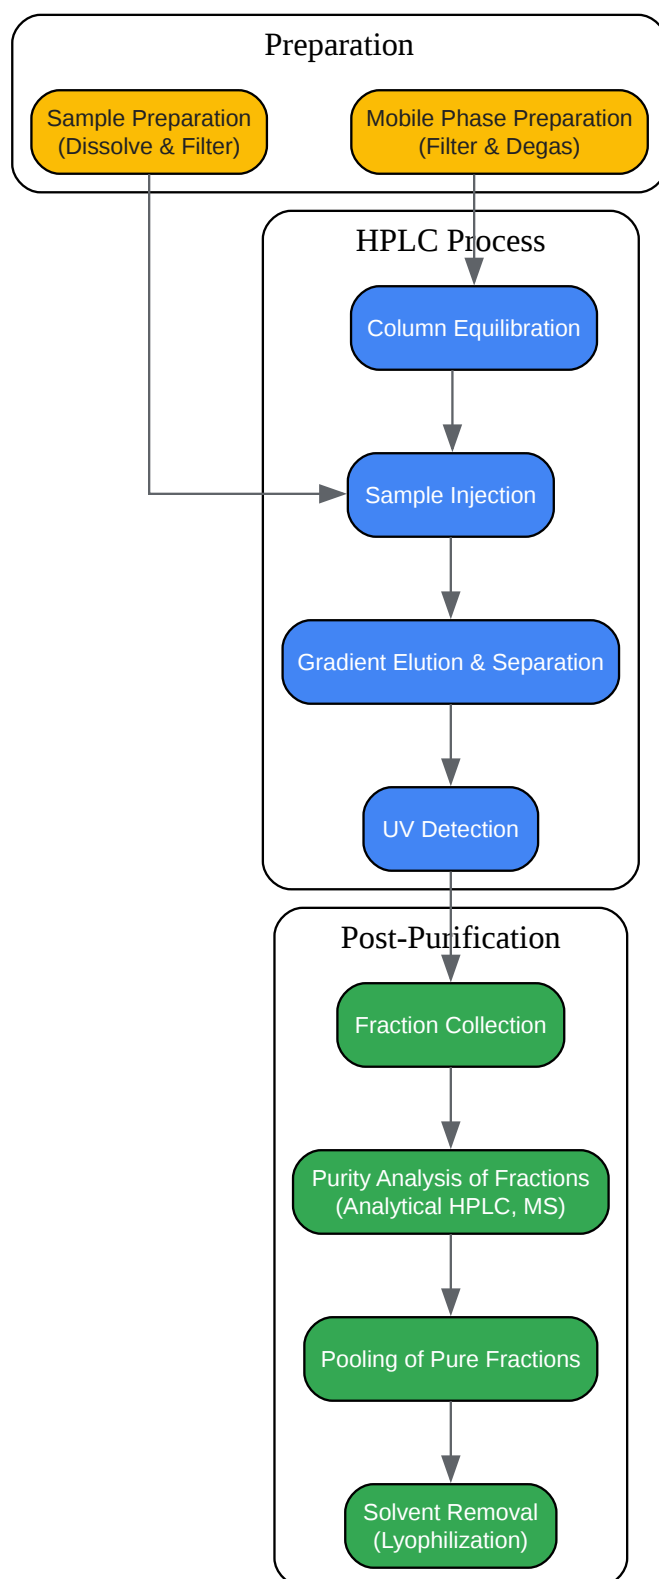 Preparation
Sample Preparation
(Dissolve & Filter)
Mobile Phase Preparation
(Filter & Degas)
HPLC Process
Column Equilibration
Sample Injection
Gradient Elution & Separation
UV Detection
Post-Purification
Fraction Collection
Purity Analysis of Fractions
(Analytical HPLC, MS)
Pooling of Pure Fractions
Solvent Removal
(Lyophilization)